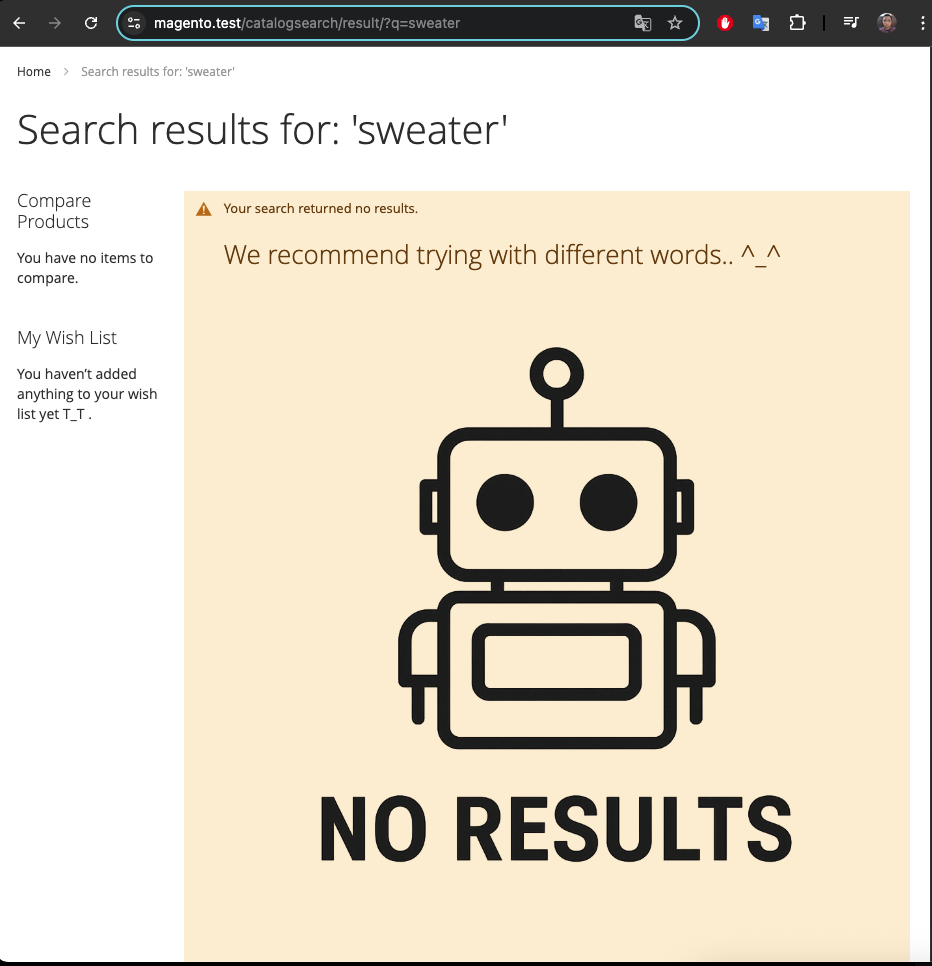 magento.test/catalogsearch/result/?q=sweater
Home > Search results for: 'sweater'
Search results for: 'sweater'
Compare
Products
You have no items to
compare.
My Wish List
You haven’t added
anything to your wish
list yet T_T .
Your search returned no results.
We recommend trying with different words.. ^_^
NO RESULTS